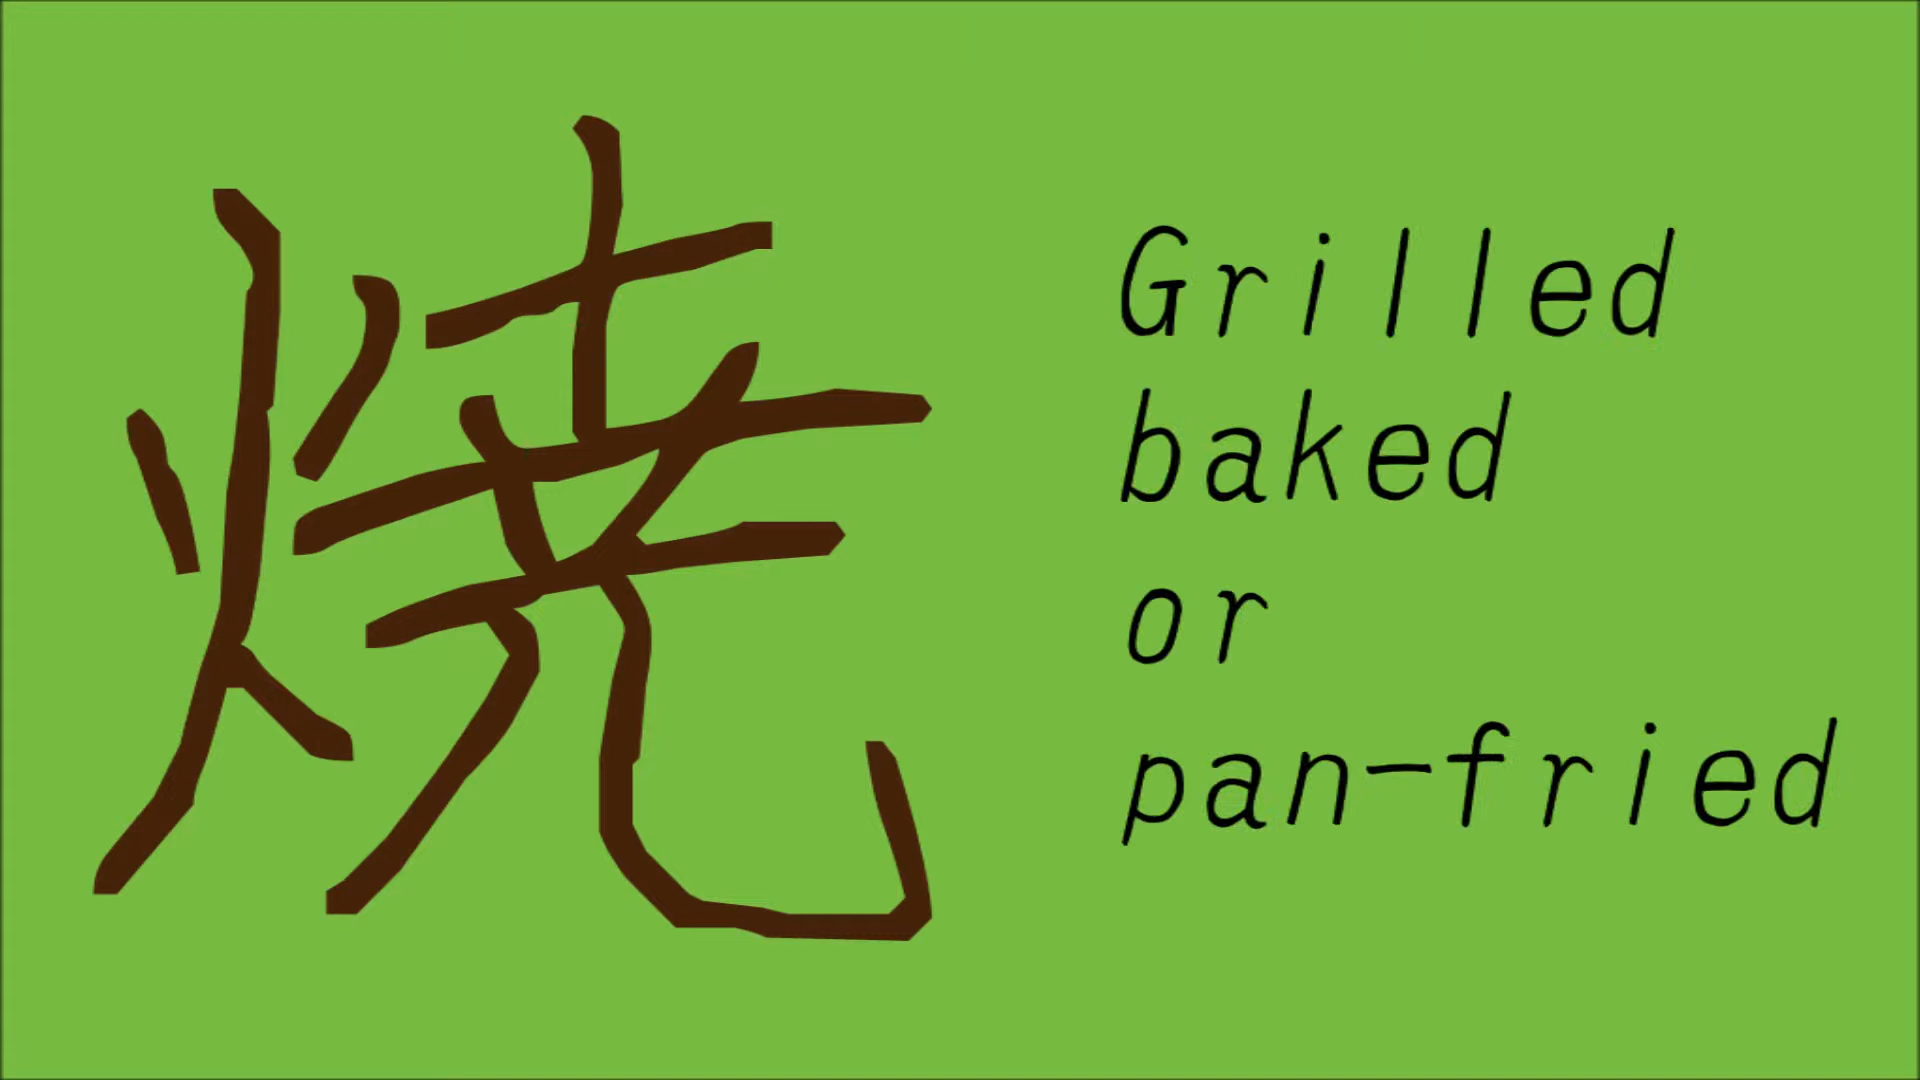 焼
Grilled
baked
or
pan-fried